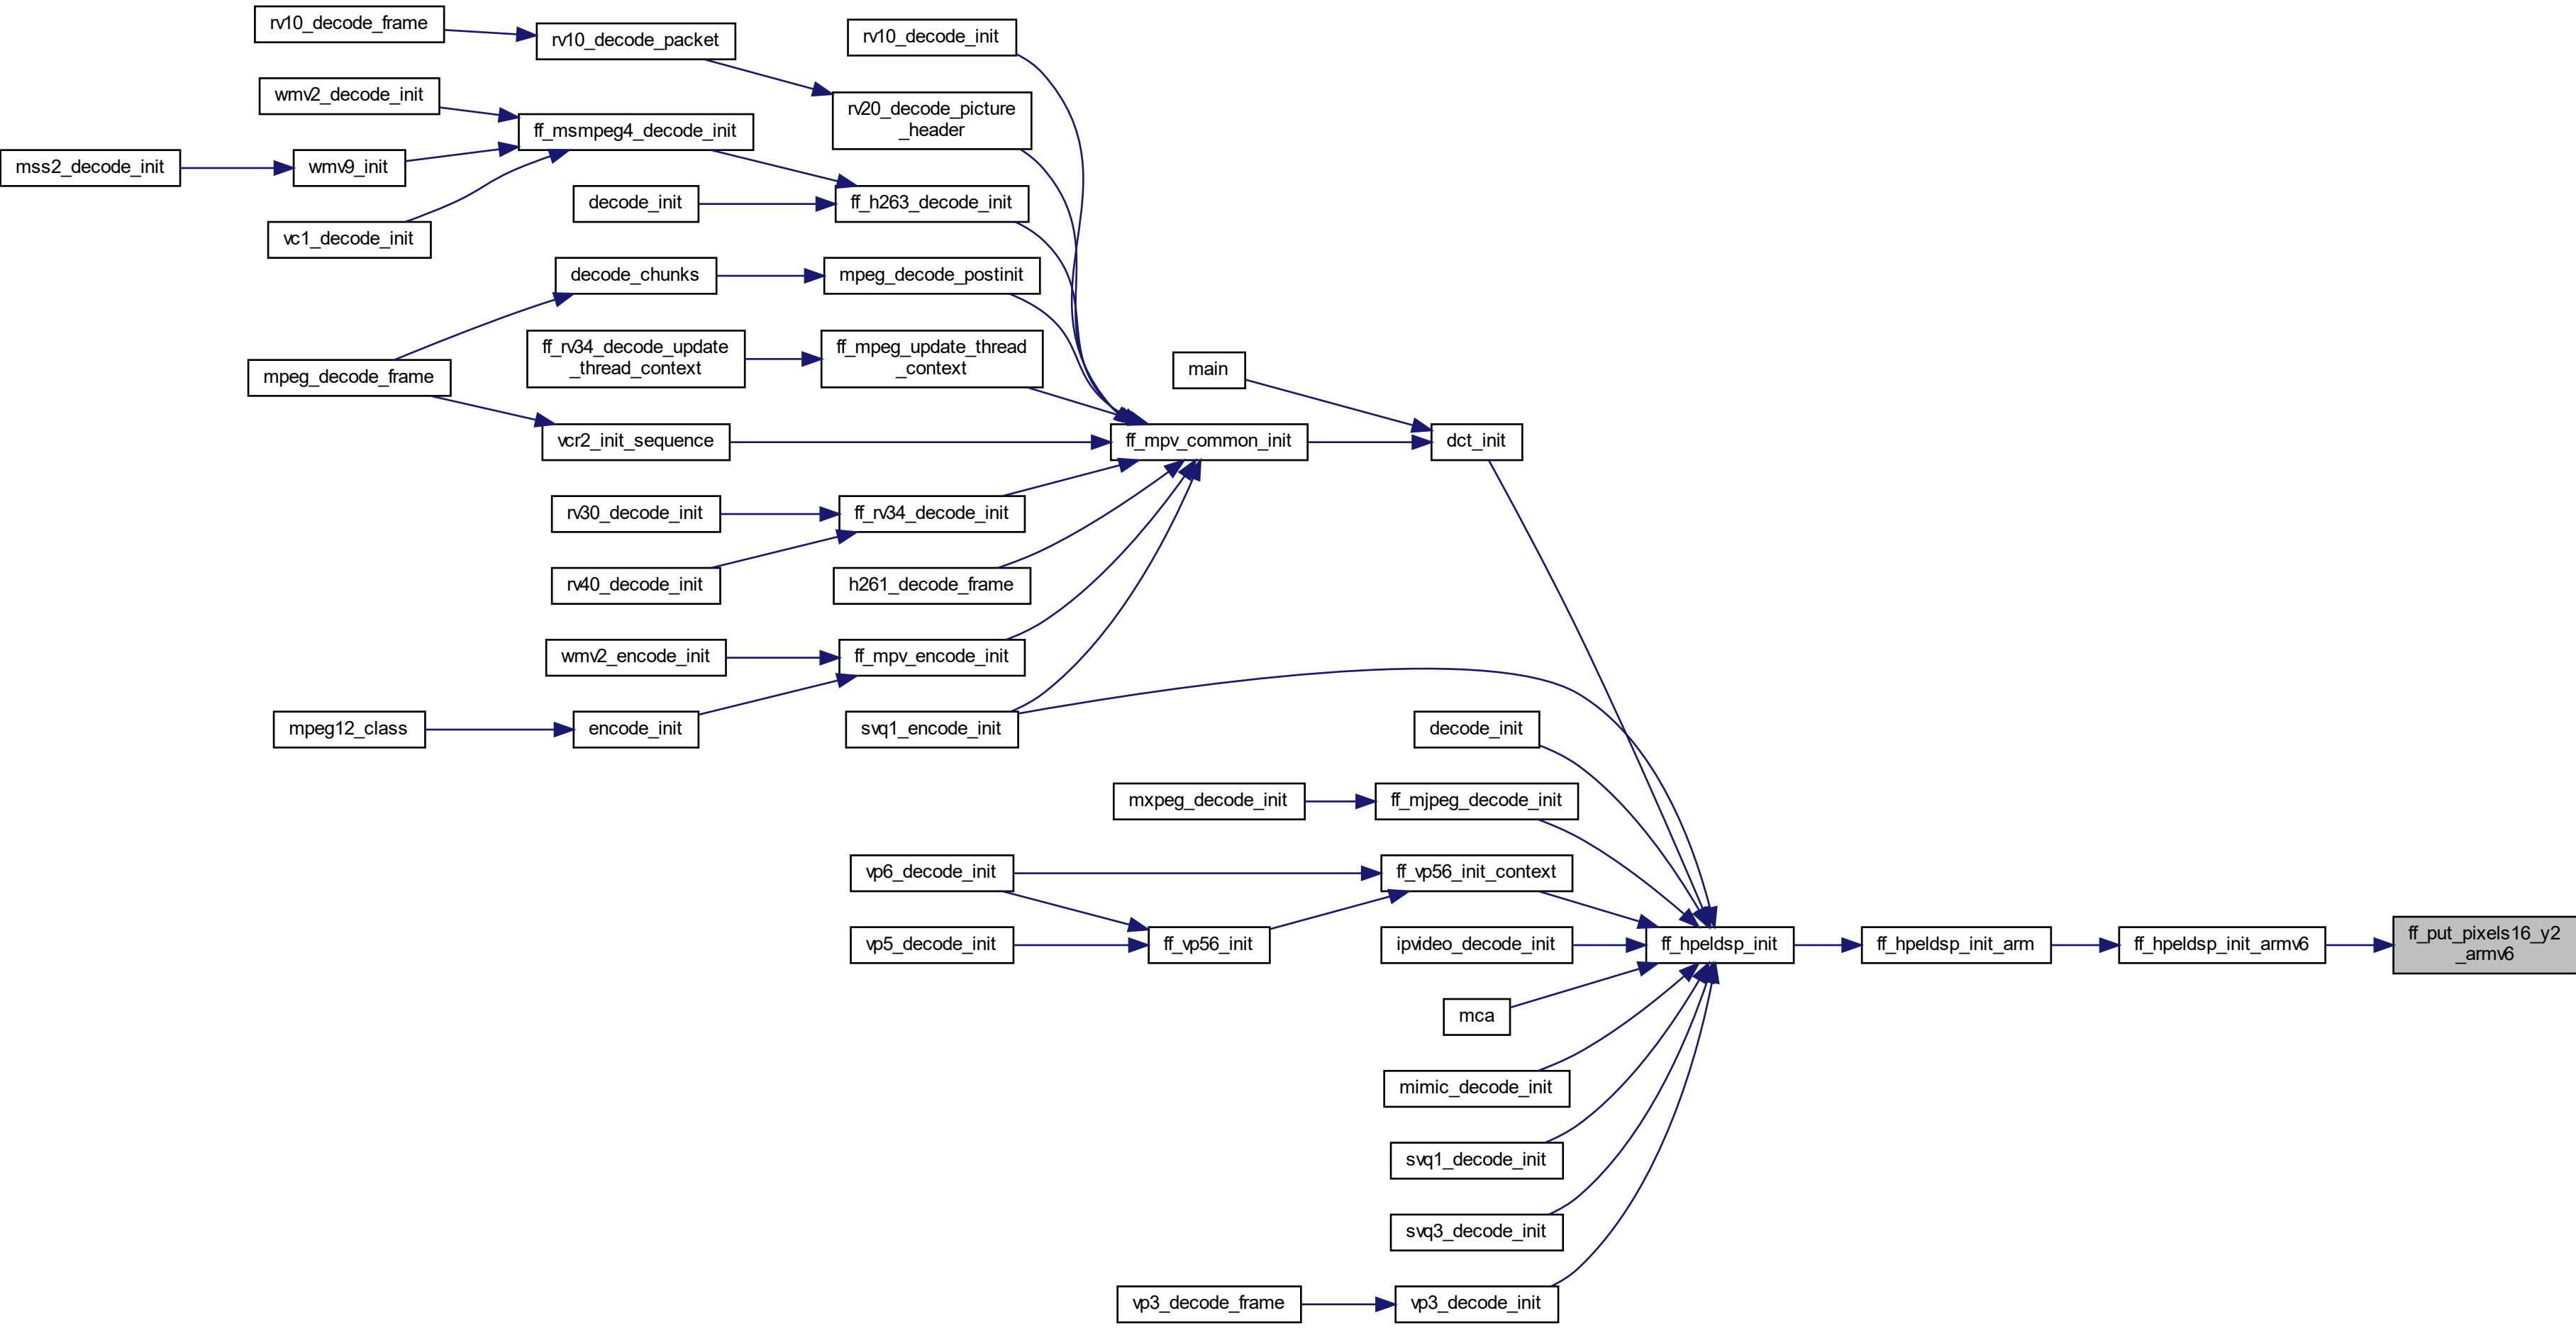 rv10_decode_frame
rv10_decode_packet
rv10_decode_init
wmv2_decode_init
rv20_decode_picture
_header
ff_msmpeg4_decode_init
mss2_decode_init
wmv9_init
decode_init
ff_h263_decode_init
vc1_decode_init
decode_chunks
mpeg_decode_postinit
ff_rv34_decode_update
_thread_context
ff_mpeg_update_thread
_context
main
mpeg_decode_frame
vcr2_init_sequence
ff_mpv_common_init
dct_init
rv30_decode_init
ff_rv34_decode_init
rv40_decode_init
h261_decode_frame
wmv2_encode_init
ff_mpv_encode_init
mpeg12_class
encode_init
svq1_encode_init
decode_init
mxpeg_decode_init
ff_mjpeg_decode_init
vp6_decode_init
ff_vp56_init_context
vp5_decode_init
ff_vp56_init
ipvideo_decode_init
ff_hpeldsp_init
ff_hpeldsp_init_arm
ff_hpeldsp_init_armv6
ff_put_pixels16_y2
_armv6
mca
mimic_decode_init
svq1_decode_init
svq3_decode_init
vp3_decode_frame
vp3_decode_init